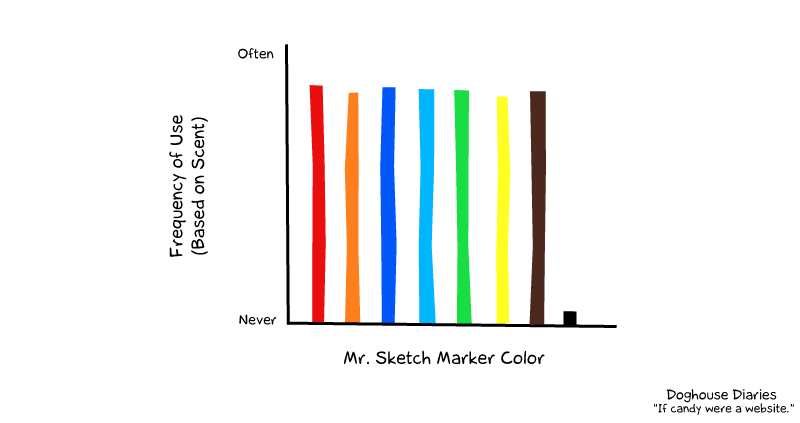 Often
Frequency of Use
(Based on Scent)
Never
Mr. Sketch Marker Color
Doghouse Diaries
"If candy were a website."